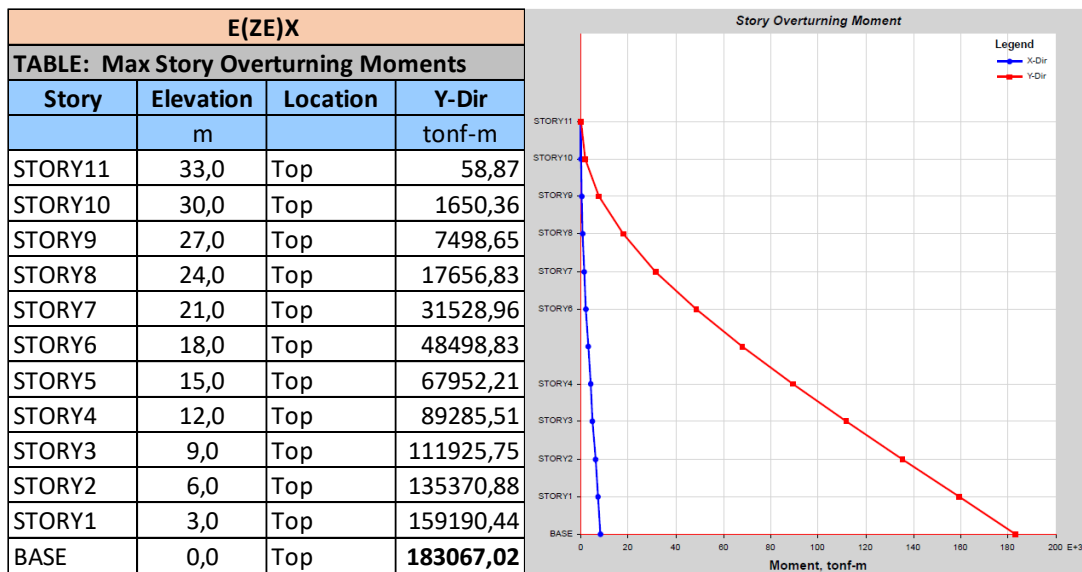 E(ZE)X
TABLE: Max Story Overturning Moments
Story Elevation Location Y-Dir
m tonf-m
STORY11 33,0 Top 58,87
STORY10 30,0 Top 1650,36
STORY9 27,0 Top 7498,65
STORY8 24,0 Top 17656,83
STORY7 21,0 Top 31528,96
STORY6 18,0 Top 48498,83
STORY5 15,0 Top 67952,21
STORY4 12,0 Top 89285,51
STORY3 9,0 Top 111925,75
STORY2 6,0 Top 135370,88
STORY1 3,0 Top 159190,44
BASE 0,0 Top 183067,02
Story Overturning Moment
Legend
X-Dir
Y-Dir
STORY11
STORY10
STORY9
STORY8
STORY7
STORY6
STORY4
STORY3
STORY2
STORY1
BASE
0 20 40 60 80 100 120 140 160 180 200 E+3
Moment, tonf-m